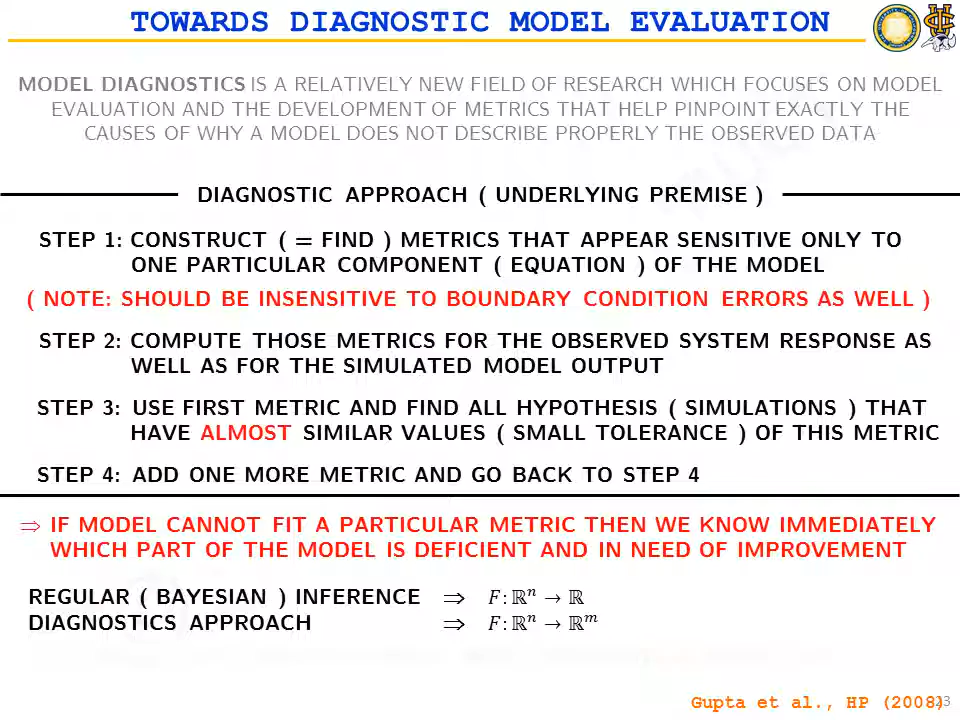 TOWARDS DIAGNOSTIC MODEL EVALUATION
MODEL DIAGNOSTICS IS A RELATIVELY NEW FIELD OF RESEARCH WHICH FOCUSES ON MODEL
EVALUATION AND THE DEVELOPMENT OF METRICS THAT HELP PINPOINT EXACTLY THE
CAUSES OF WHY A MODEL DOES NOT DESCRIBE PROPERLY THE OBSERVED DATA
DIAGNOSTIC APPROACH ( UNDERLYING PREMISE )
STEP 1: CONSTRUCT ( = FIND ) METRICS THAT APPEAR SENSITIVE ONLY TO
ONE PARTICULAR COMPONENT ( EQUATION ) OF THE MODEL
( NOTE: SHOULD BE INSENSITIVE TO BOUNDARY CONDITION ERRORS AS WELL )
STEP 2: COMPUTE THOSE METRICS FOR THE OBSERVED SYSTEM RESPONSE AS
WELL AS FOR THE SIMULATED MODEL OUTPUT
STEP 3: USE FIRST METRIC AND FIND ALL HYPOTHESIS ( SIMULATIONS ) THAT
HAVE ALMOST SIMILAR VALUES ( SMALL TOLERANCE ) OF THIS METRIC
STEP 4: ADD ONE MORE METRIC AND GO BACK TO STEP 4
⇒ IF MODEL CANNOT FIT A PARTICULAR METRIC THEN WE KNOW IMMEDIATELY
WHICH PART OF THE MODEL IS DEFICIENT AND IN NEED OF IMPROVEMENT
REGULAR ( BAYESIAN ) INFERENCE ⇒ F: ℝⁿ → ℝ
DIAGNOSTICS APPROACH ⇒ F: ℝⁿ → ℝᵐ
Gupta et al., HP (2008)
23